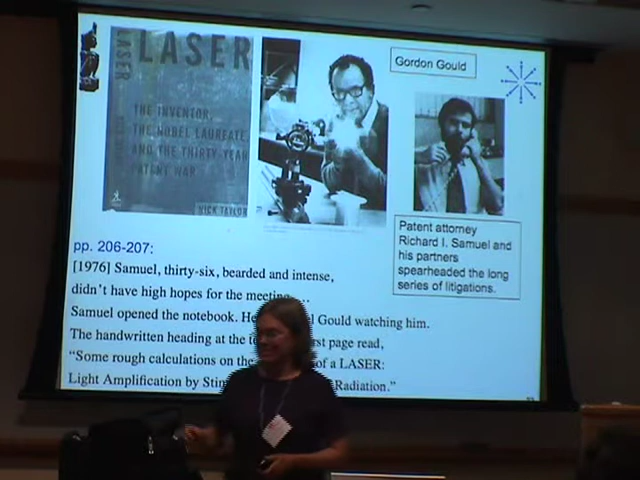 LASER
LASER
THE INVENTOR,
THE NOBEL LAUREATE,
AND THE THIRTY-YEAR
PATENT WAR
NICK TAYLOR
Gordon Gould
Patent attorney
Richard I. Samuel and
his partners
spearheaded the long
series of litigations.
pp. 206-207:
[1976] Samuel, thirty-six, bearded and intense,
didn't have high hopes for the meeting...
Samuel opened the notebook. He Gould watching him.
The handwritten heading at the page read,
"Some rough calculations on the of a LASER:
Light Amplification by Radiation."